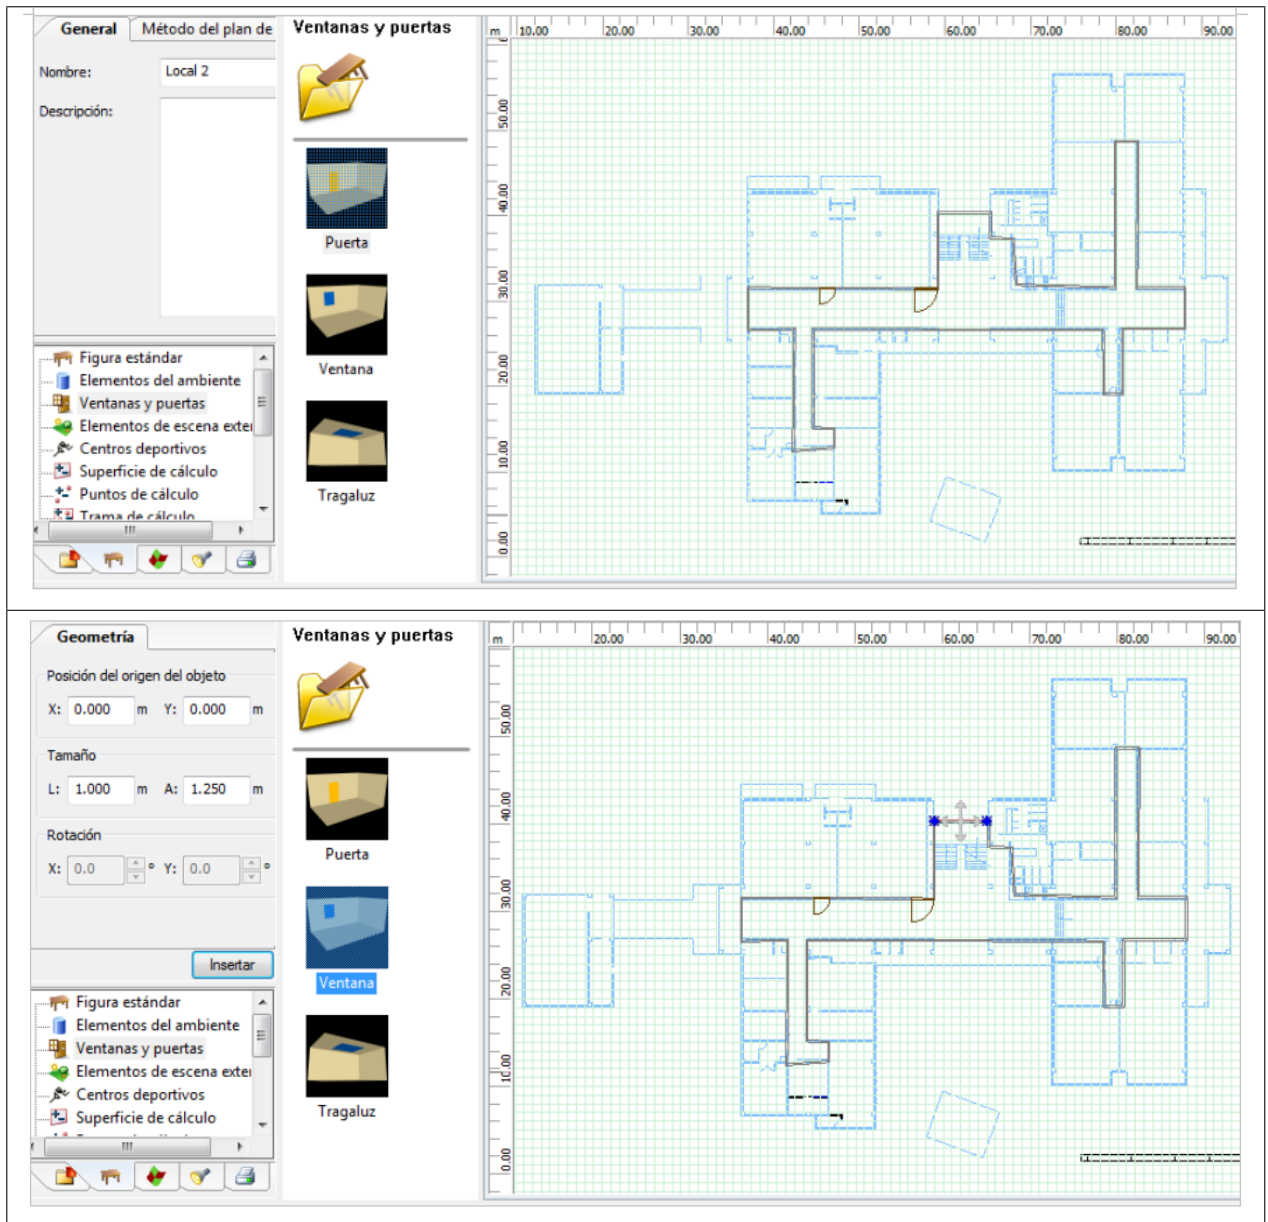 General
Método del plan de
Nombre:
Local 2
Descripción:
Figura estándar
Elementos del ambiente
Ventanas y puertas
Elementos de escena exter
Centros deportivos
Superficie de cálculo
Puntos de cálculo
Trama de cálculo
Ventanas y puertas
Puerta
Ventana
Tragaluz
m 10.00 20.00 30.00 40.00 50.00 60.00 70.00 80.00 90.00
50.00
40.00
30.00
20.00
10.00
0.00
Geometría
Posición del origen del objeto
X: 0.000 m Y: 0.000 m
Tamaño
L: 1.000 m A: 1.250 m
Rotación
X: 0.0 ° Y: 0.0 °
Insertar
Figura estándar
Elementos del ambiente
Ventanas y puertas
Elementos de escena exter
Centros deportivos
Superficie de cálculo
Ventanas y puertas
Puerta
Ventana
Tragaluz
m 20.00 30.00 40.00 50.00 60.00 70.00 80.00 90.00
50.00
40.00
30.00
20.00
10.00
0.00